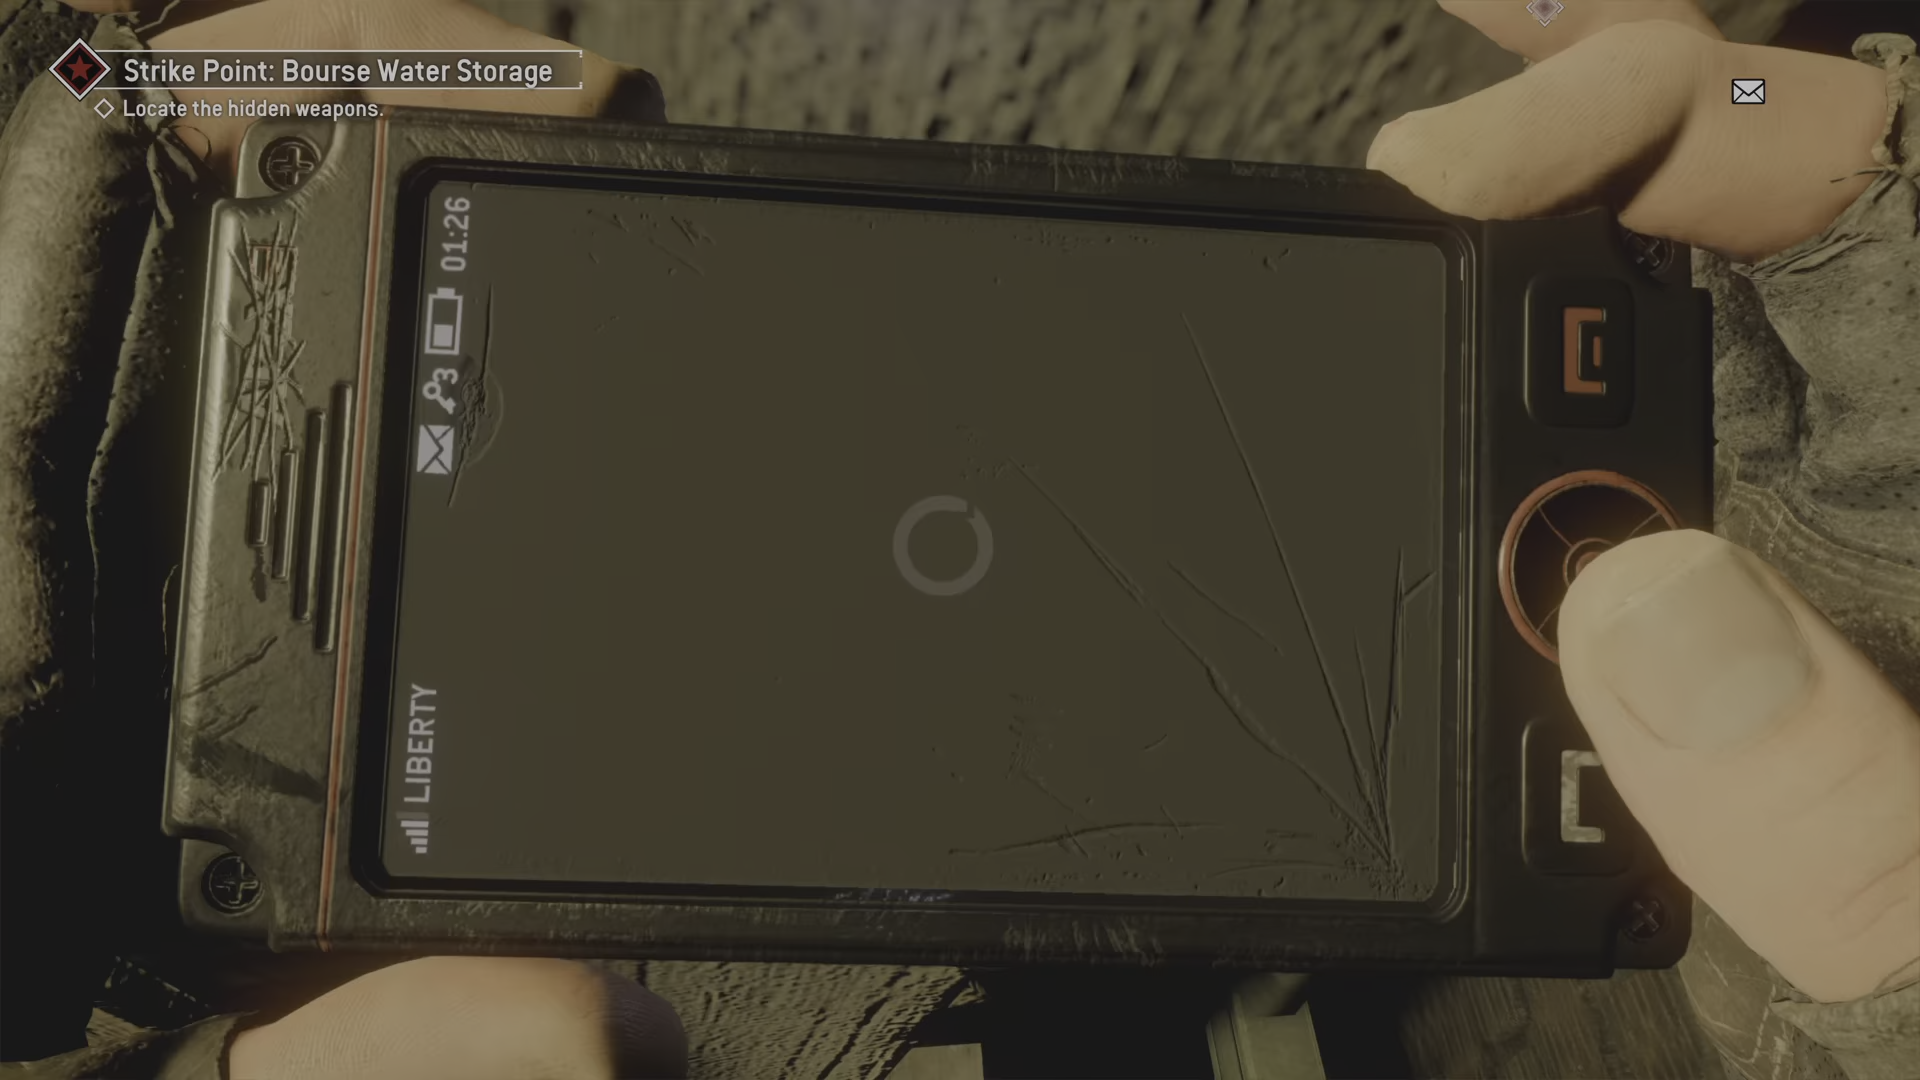 Strike Point: Bourse Water Storage
Locate the hidden weapons.
01:26
3
LIBERTY